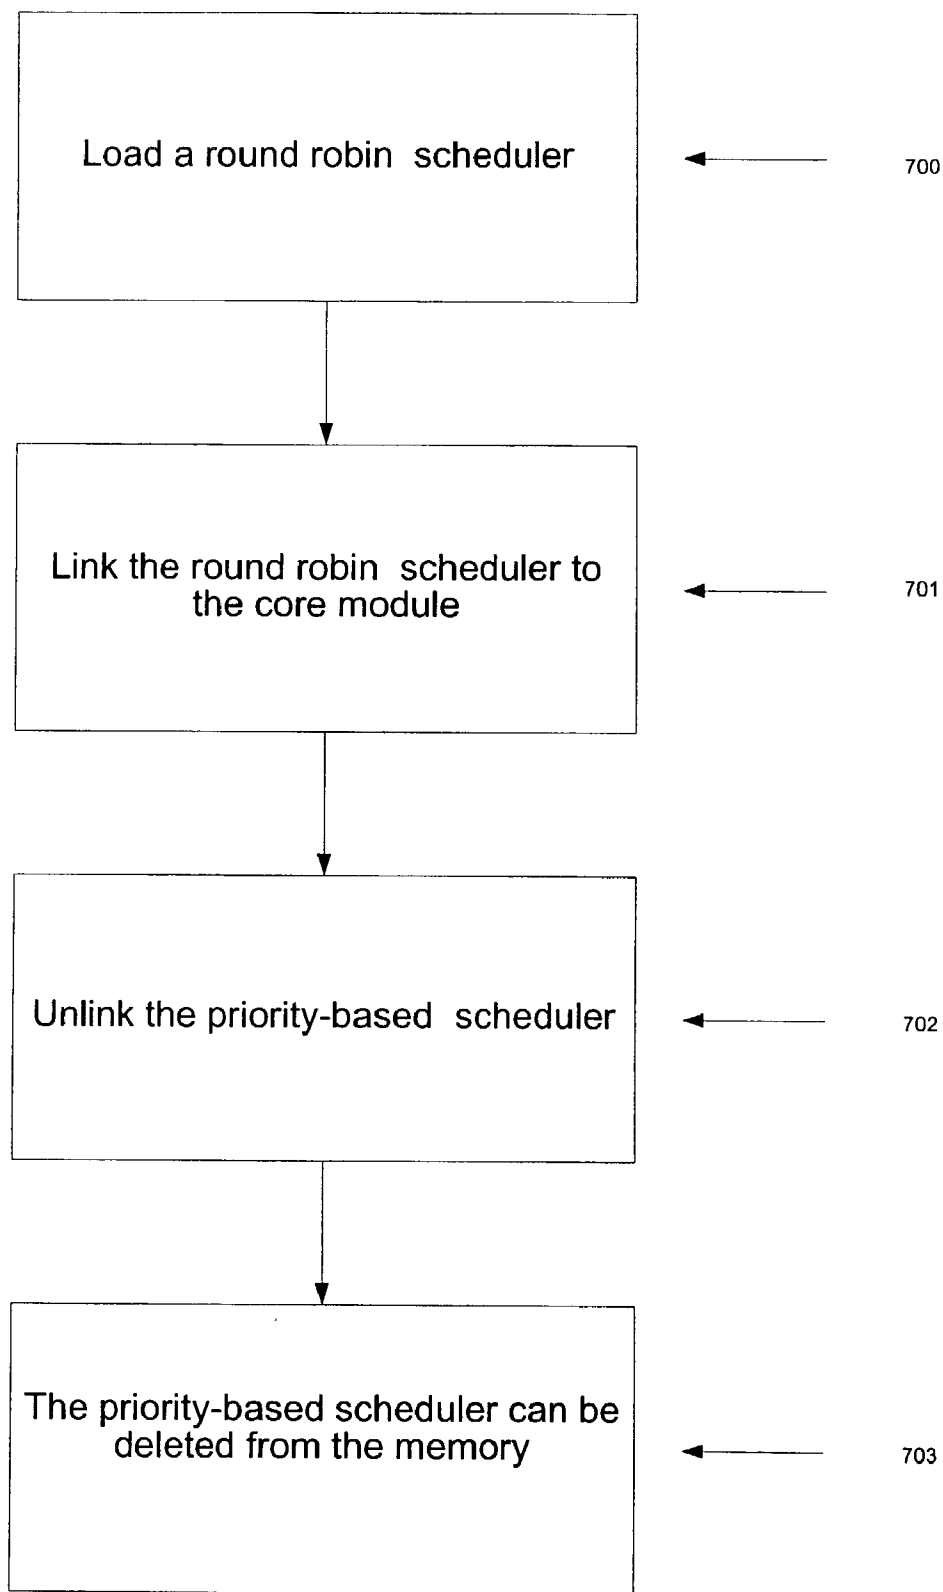 Load a round robin scheduler
700
Link the round robin scheduler to
the core module
701
Unlink the priority-based scheduler
702
The priority-based scheduler can be
deleted from the memory
703